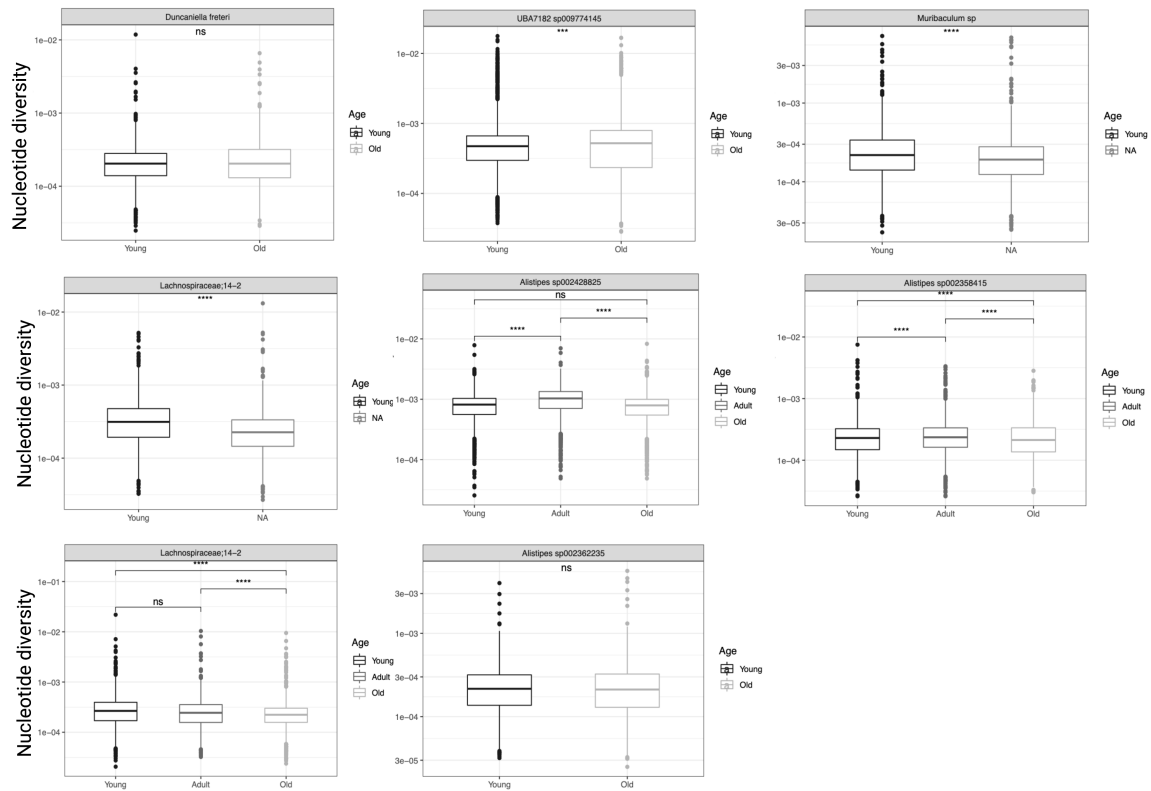 Duncaniella freteri
ns
1e−02
1e−03
1e−04
Nucleotide diversity
Young
Old
Age
Young
Old
UBA7182 sp009774145
***
1e−02
1e−03
1e−04
Young
Old
Age
Young
Old
Muribaculum sp
****
3e−03
1e−03
3e−04
1e−04
3e−05
Young
NA
Age
Young
NA
Lachnospiraceae;14−2
****
1e−02
1e−03
1e−04
Nucleotide diversity
Young
NA
Age
Young
NA
Alistipes sp002428825
ns
****
****
1e−02
1e−03
1e−04
Young
Adult
Old
Age
Young
Adult
Old
Alistipes sp002358415
****
****
****
1e−02
1e−03
1e−04
Young
Adult
Old
Age
Young
Adult
Old
Lachnospiraceae;14−2
****
****
ns
1e−01
1e−02
1e−03
1e−04
Nucleotide diversity
Young
Adult
Old
Age
Young
Adult
Old
Alistipes sp002362235
ns
3e−03
1e−03
3e−04
1e−04
3e−05
Young
Old
Age
Young
Old